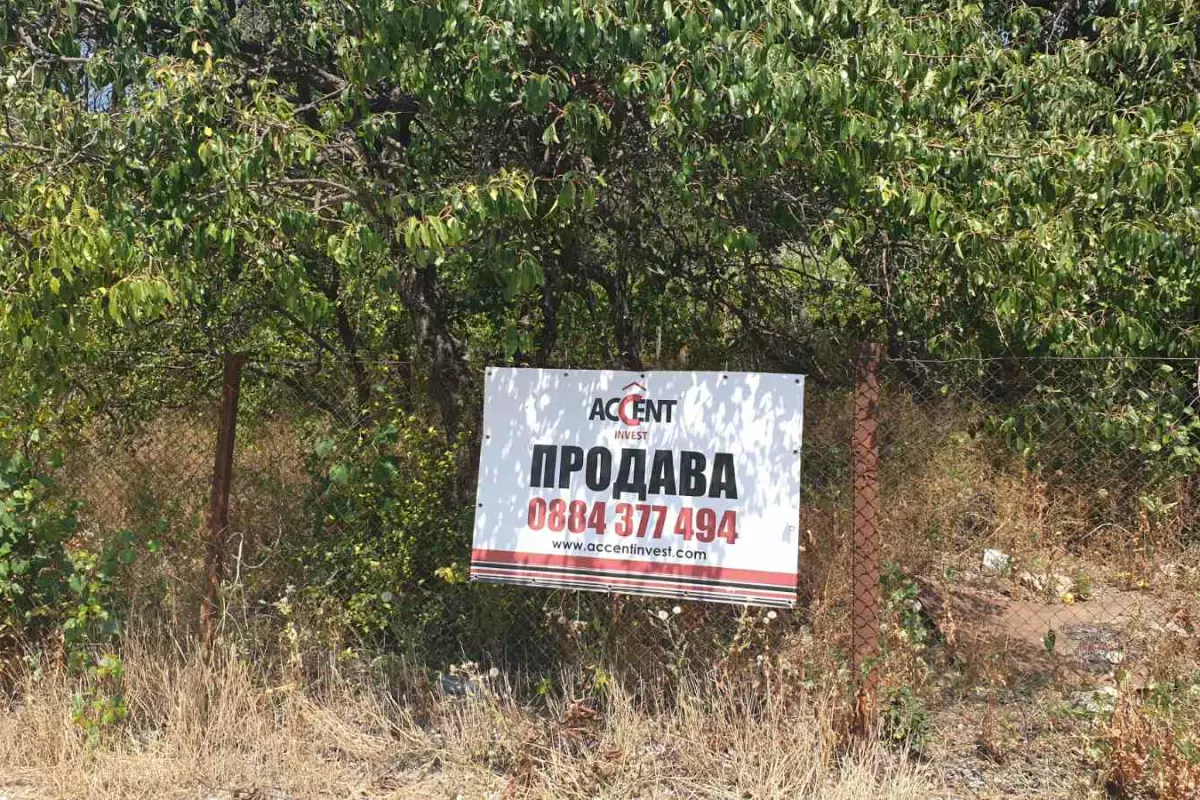 ACCENT
INVEST
ПРОДАВА
0884 377 494
www.accentinvest.com